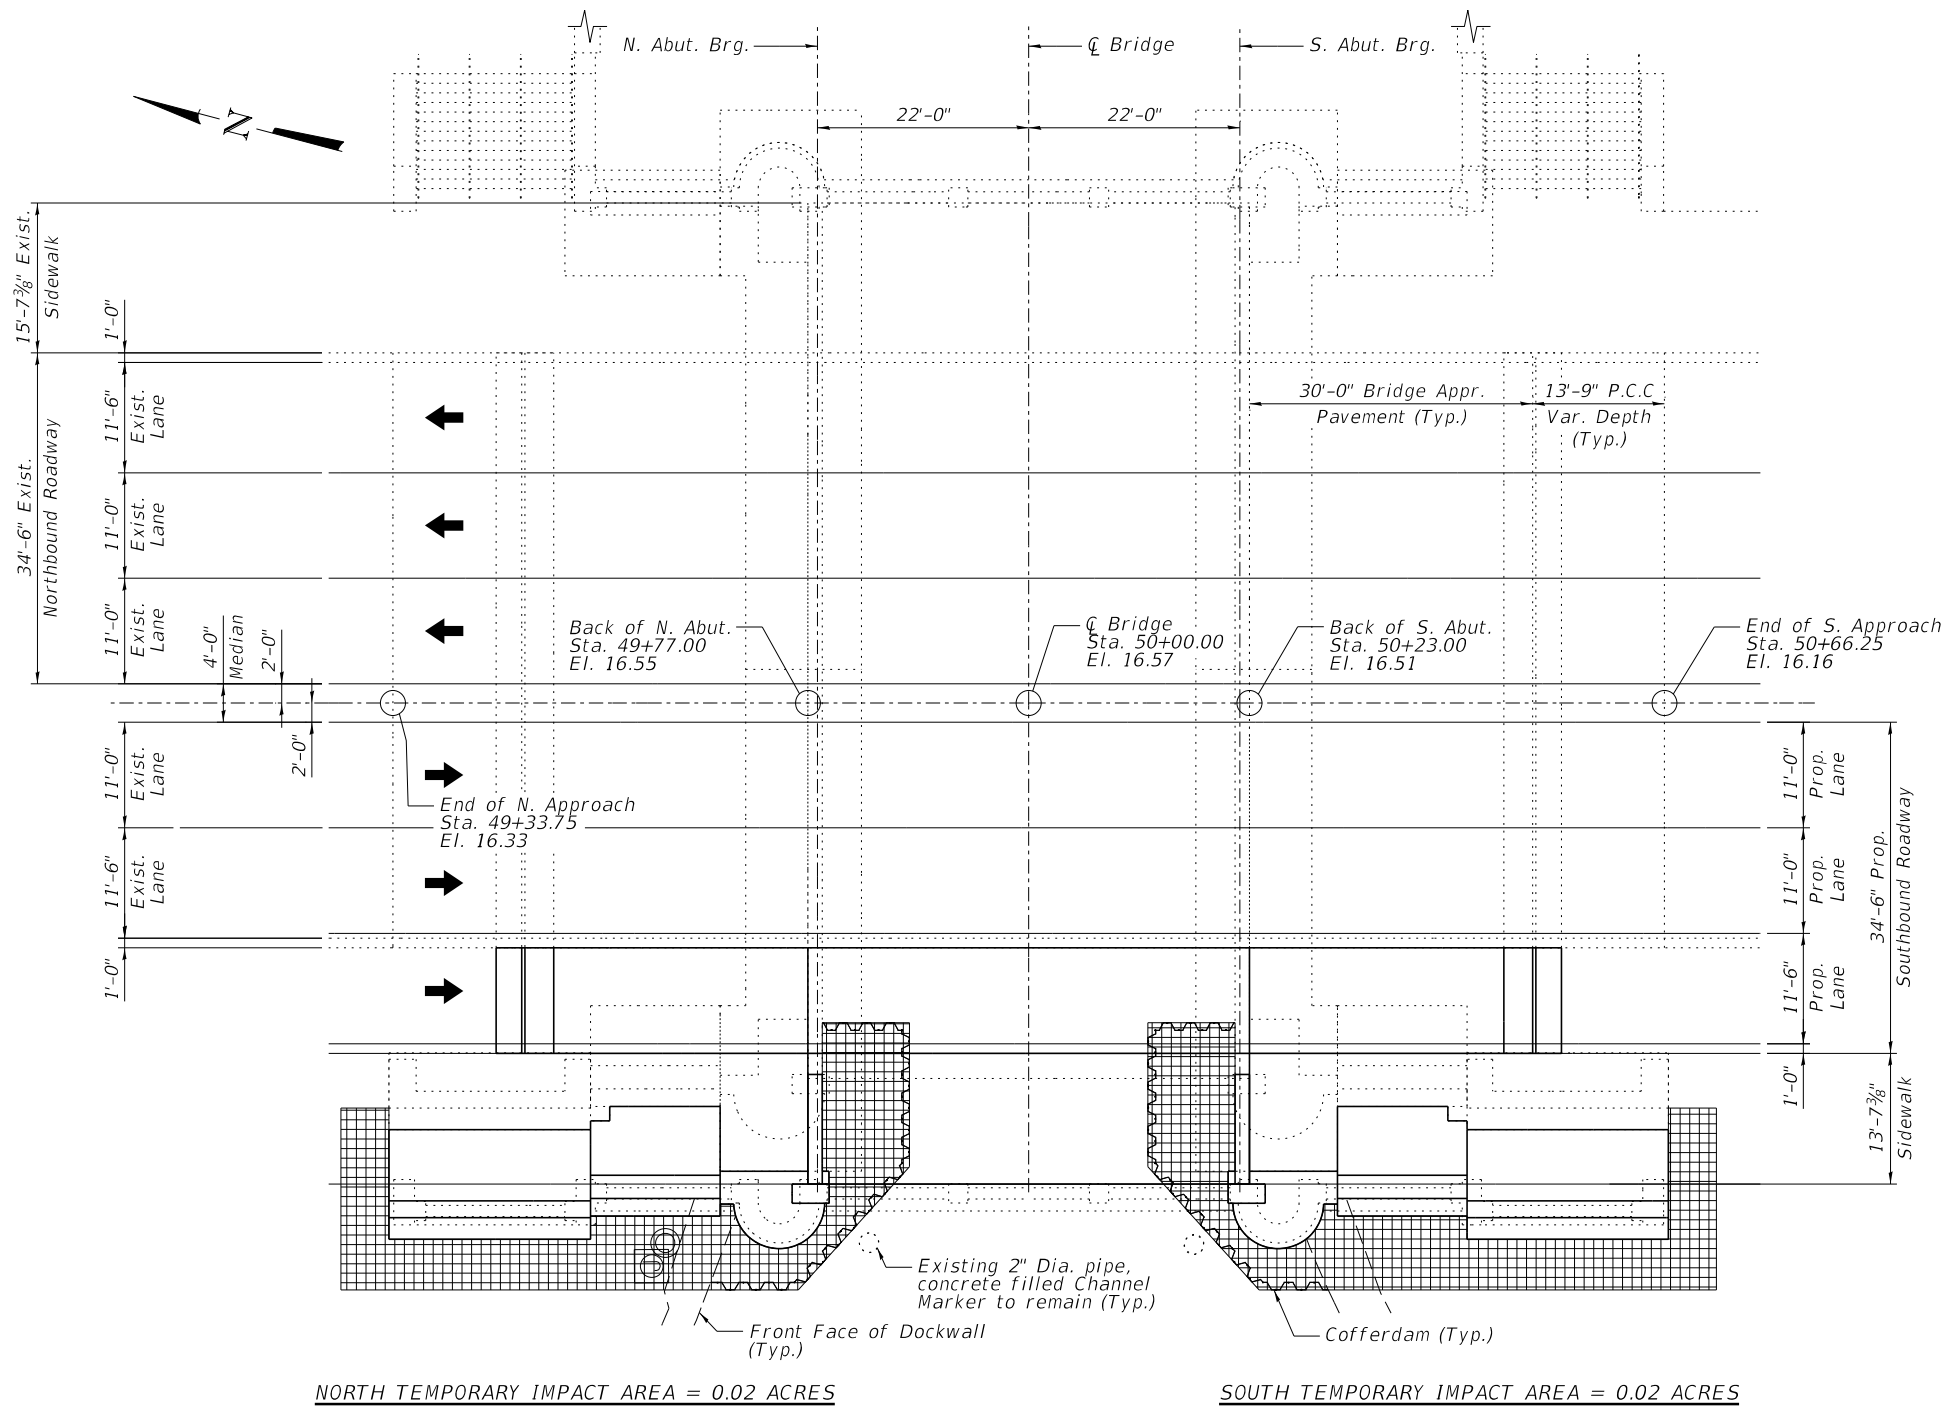 N. Abut. Brg.
℄ Bridge
S. Abut. Brg.
N
22'-0"
22'-0"
15'-7⅜" Exist.
Sidewalk
1'-0"
34'-6" Exist.
Northbound Roadway
11'-6"
Exist.
Lane
11'-0"
Exist.
Lane
11'-0"
Exist.
Lane
30'-0" Bridge Appr.
Pavement (Typ.)
13'-9" P.C.C
Var. Depth
(Typ.)
4'-0"
Median
2'-0"
2'-0"
Back of N. Abut.
Sta. 49+77.00
El. 16.55
℄ Bridge
Sta. 50+00.00
El. 16.57
Back of S. Abut.
Sta. 50+23.00
El. 16.51
End of S. Approach
Sta. 50+66.25
El. 16.16
End of N. Approach
Sta. 49+33.75
El. 16.33
11'-0"
Exist.
Lane
11'-6"
Exist.
Lane
1'-0"
11'-0"
Prop.
Lane
11'-0"
Prop.
Lane
11'-6"
Prop.
Lane
1'-0"
34'-6" Prop.
Southbound Roadway
13'-7⅜"
Sidewalk
Existing 2" Dia. pipe,
concrete filled Channel
Marker to remain (Typ.)
Front Face of Dockwall
(Typ.)
Cofferdam (Typ.)
NORTH TEMPORARY IMPACT AREA = 0.02 ACRES
SOUTH TEMPORARY IMPACT AREA = 0.02 ACRES